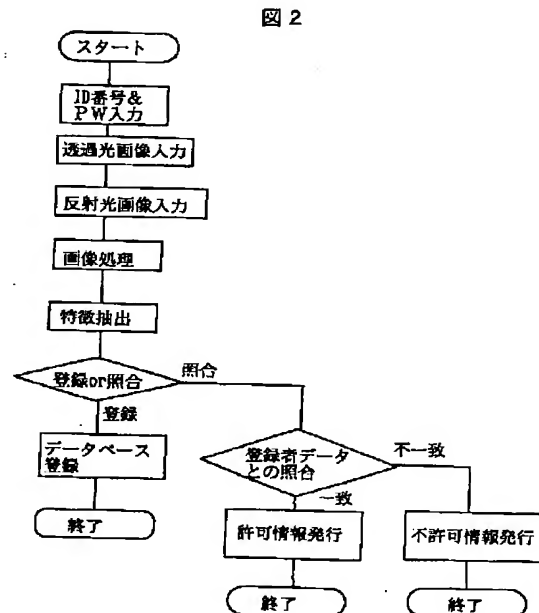 図2
スタート
ID番号&
PW入力
透過光画像入力
反射光画像入力
画像処理
特徴抽出
登録or照合
照合
登録
データベース
登録
終了
登録者データ
との照合
不一致
一致
許可情報発行
不許可情報発行
終了
終了